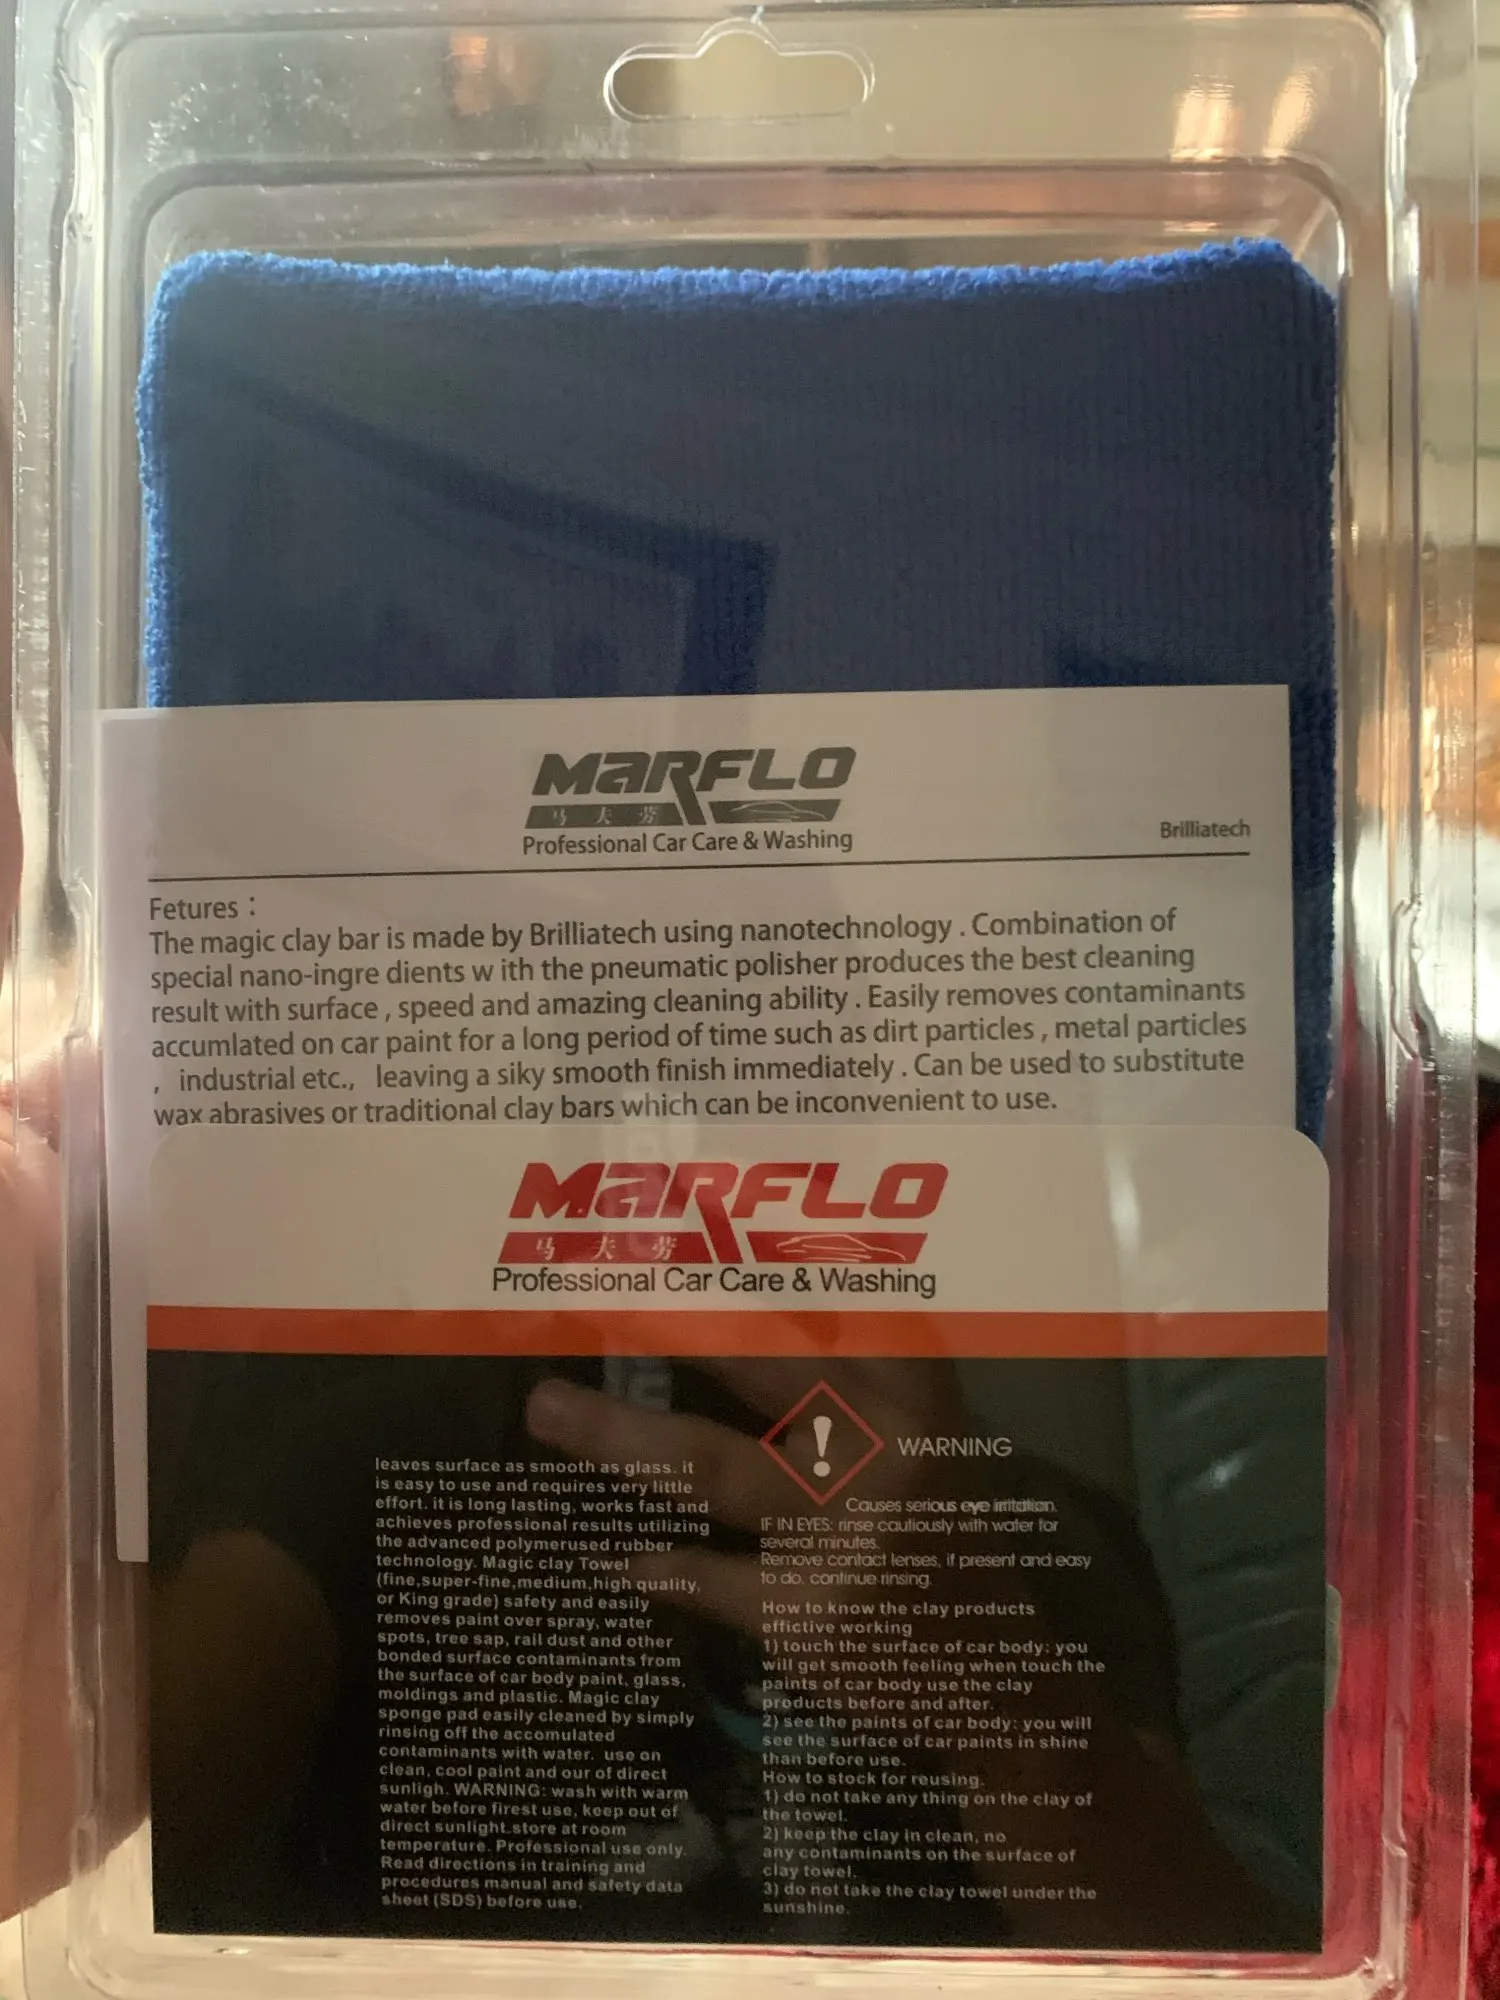 MARFLO
马 夫 劳
Professional Car Care & Washing
Brilliatech
Fetures :
The magic clay bar is made by Brilliatech using nanotechnology . Combination of
special nano-ingre dients w ith the pneumatic polisher produces the best cleaning
result with surface , speed and amazing cleaning ability . Easily removes contaminants
accumlated on car paint for a long period of time such as dirt particles , metal particles
, industrial etc., leaving a siky smooth finish immediately . Can be used to substitute
wax abrasives or traditional clay bars which can be inconvenient to use.
MARFLO
马 夫 劳
Professional Car Care & Washing
leaves surface as smooth as glass. it
is easy to use and requires very little
effort. it is long lasting, works fast and
achieves professional results utilizing
the advanced polymerused rubber
technology. Magic clay Towel
(fine,super-fine,medium,high quality,
or King grade) safety and easily
removes paint over spray, water
spots, tree sap, rail dust and other
bonded surface contaminants from
the surface of car body paint, glass,
moldings and plastic. Magic clay
sponge pad easily cleaned by simply
rinsing off the accomulated
contaminants with water. use on
clean, cool paint and our of direct
sunligh. WARNING: wash with warm
water before firest use, keep out of
direct sunlight.store at room
temperature. Professional use only.
Read directions in training and
procedures manual and safety data
sheet (SDS) before use.
! WARNING
Causes serious eye irritation.
IF IN EYES: rinse cautiously with water for
several minutes.
Remove contact lenses, if present and easy
to do. continue rinsing.
How to know the clay products
effictive working
1) touch the surface of car body: you
will get smooth feeling when touch the
paints of car body use the clay
products before and after.
2) see the paints of car body: you will
see the surface of car paints in shine
than before use.
How to stock for reusing.
1) do not take any thing on the clay of
the towel.
2) keep the clay in clean, no
any contaminants on the surface of
clay towel.
3) do not take the clay towel under the
sunshine.